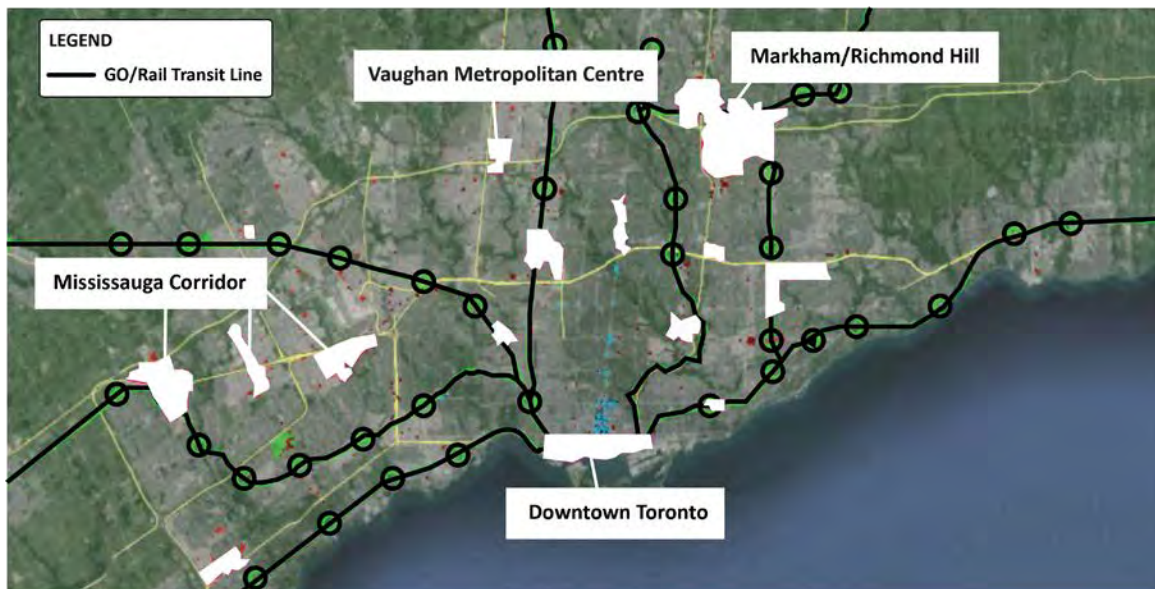 LEGEND
GO/Rail Transit Line
Vaughan Metropolitan Centre
Markham/Richmond Hill
Mississauga Corridor
Downtown Toronto